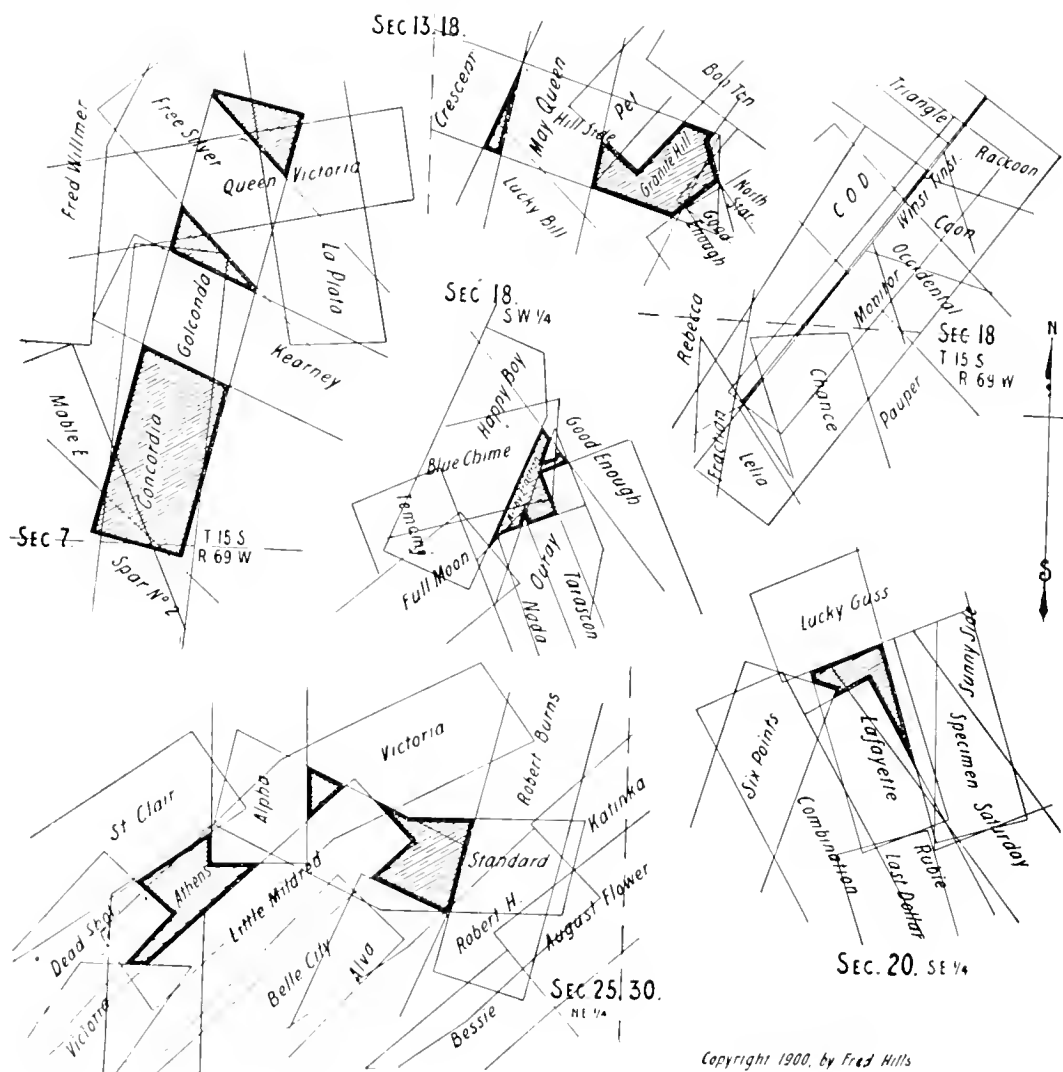 SEC 13. 18.
Crescent
May Queen
Hill Side
Pet
Bob Tan
Granite Hill
Lucky Bill
Good Enough
North Star
Fred Willmer
Free Silver
Queen Victoria
La Plata
Golconda
Kearney
Mable E
Concordia
SEC 7
T 15 S
R 69 W
Spar No 2
Triangle
Raccoon
C O D
Coon
Occidental
Monitor
Rebecca
SEC 18
T 15 S
R 69 W
Chance
Pauper
Fraction
Lelia
N
S
SEC 18.
S W 1/4
Happy Boy
Good Enough
Blue Chime
Temamy
Full Moon
Nada
Ouray
Tarascon
Lucky Guss
Sunny Side
Six Points
Lafayette
Specimen
Saturday
Combination
Last Dollar
Rubie
SEC. 20. SE 1/4
Victoria
Robert Burns
St Clair
Alpha
Katinka
Standard
Athens
Little Mildred
Dead Shot
Robert H.
August Flower
Belle City
Alva
Victoria
Bessie
SEC 25. 30.
NE 1/4
Copyright 1900, by Fred Hills